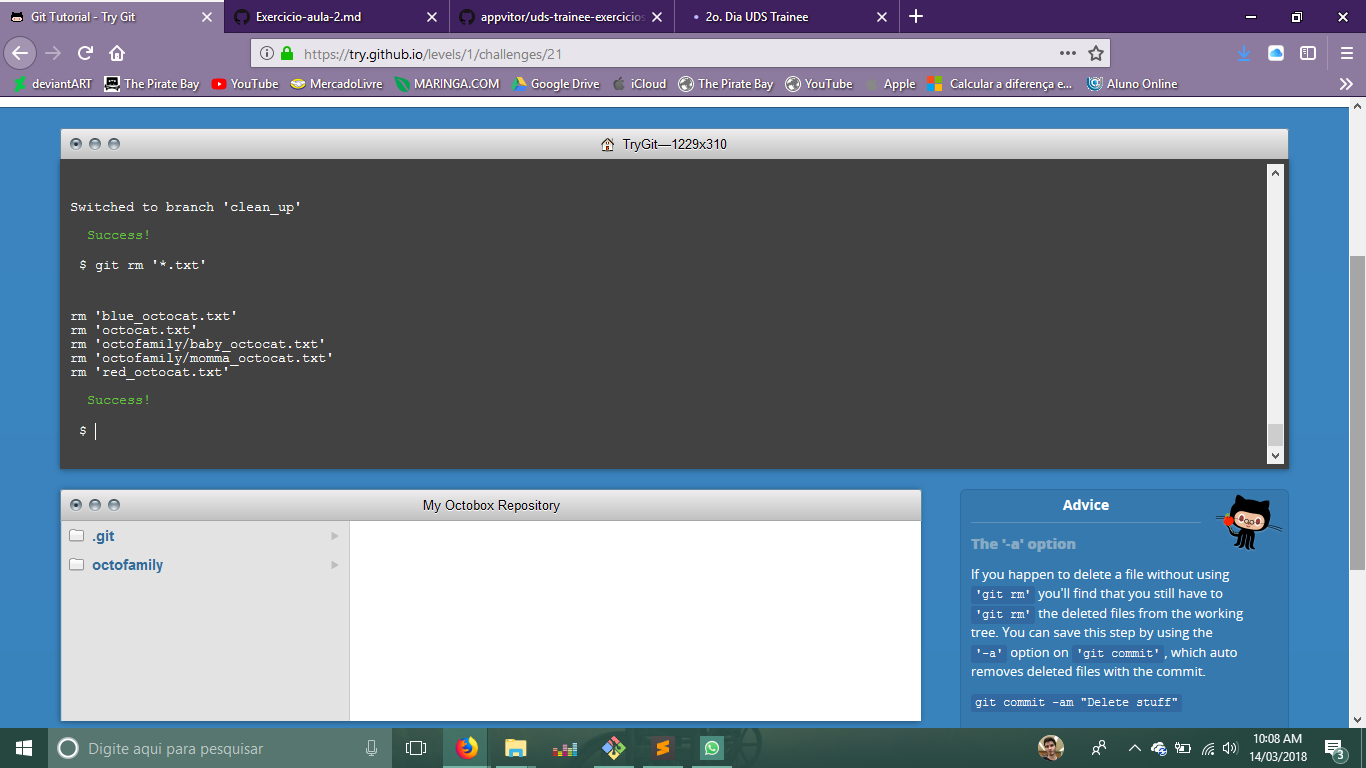 Git Tutorial - Try Git
Exercicio-aula-2.md
appvitor/uds-trainee-exercicios
2o. Dia UDS Trainee
https://try.github.io/levels/1/challenges/21
deviantART
The Pirate Bay
YouTube
MercadoLivre
MARINGA.COM
Google Drive
iCloud
The Pirate Bay
YouTube
Apple
Calcular a diferença e...
Aluno Online
TryGit—1229x310
Switched to branch 'clean_up'
Success!
$ git rm '*.txt'
rm 'blue_octocat.txt'
rm 'octocat.txt'
rm 'octofamily/baby_octocat.txt'
rm 'octofamily/momma_octocat.txt'
rm 'red_octocat.txt'
Success!
$
My Octobox Repository
.git
octofamily
Advice
The '-a' option
If you happen to delete a file without using
'git rm' you'll find that you still have to
'git rm' the deleted files from the working
tree. You can save this step by using the
'-a' option on 'git commit', which auto
removes deleted files with the commit.
git commit -am "Delete stuff"
Digite aqui para pesquisar
10:08 AM
14/03/2018
3